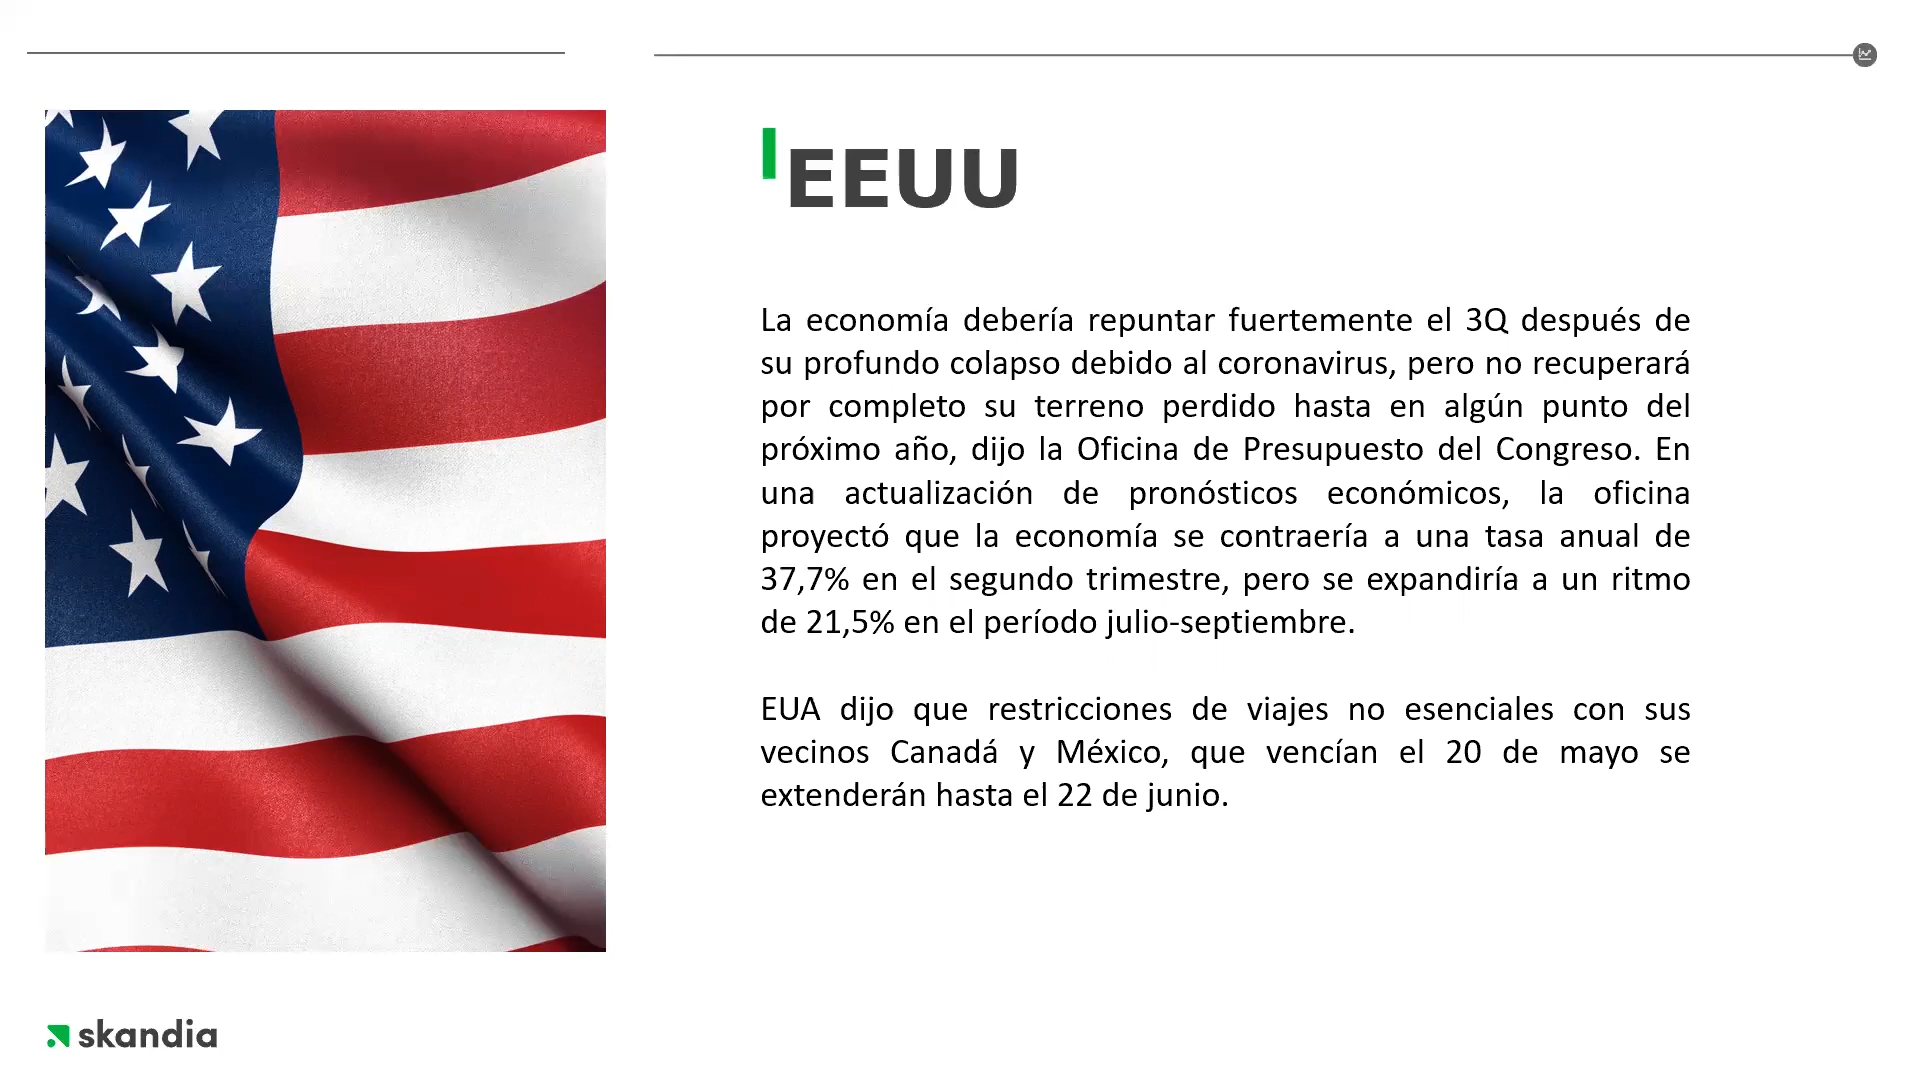 EEUU
La economía debería repuntar fuertemente el 3Q después de
su profundo colapso debido al coronavirus, pero no recuperará
por completo su terreno perdido hasta en algún punto del
próximo año, dijo la Oficina de Presupuesto del Congreso. En
una actualización de pronósticos económicos, la oficina
proyectó que la economía se contraería a una tasa anual de
37,7% en el segundo trimestre, pero se expandiría a un ritmo
de 21,5% en el período julio-septiembre.
EUA dijo que restricciones de viajes no esenciales con sus
vecinos Canadá y México, que vencían el 20 de mayo se
extenderán hasta el 22 de junio.
skandia